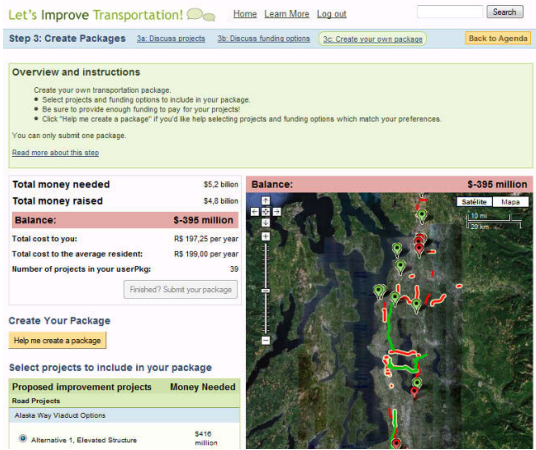 Let's Improve Transportation!
Home Learn More Log out
Search
Step 3: Create Packages 3a: Discuss projects 3b: Discuss funding options 3c: Create your own package Back to Agenda
Overview and instructions
Create your own transportation package.
Select projects and funding options to include in your package.
Be sure to provide enough funding to pay for your projects!
Click "Help me create a package" if you'd like help selecting projects and funding options which match your preferences.
You can only submit one package.
Read more about this step
Total money needed $5,2 billion
Total money raised $4,8 billion
Balance: $-395 million
Total cost to you: R$ 197,25 per year
Total cost to the average resident: R$ 199,00 per year
Number of projects in your userPkg: 39
Finished? Submit your package
Create Your Package
Help me create a package
Select projects to include in your package
Proposed improvement projects Money Needed
Road Projects
Alaska Way Viaduct Options
Alternative 1, Elevated Structure $416 million
Balance: $-395 million
Satélite Mapa
10 mi
20 km